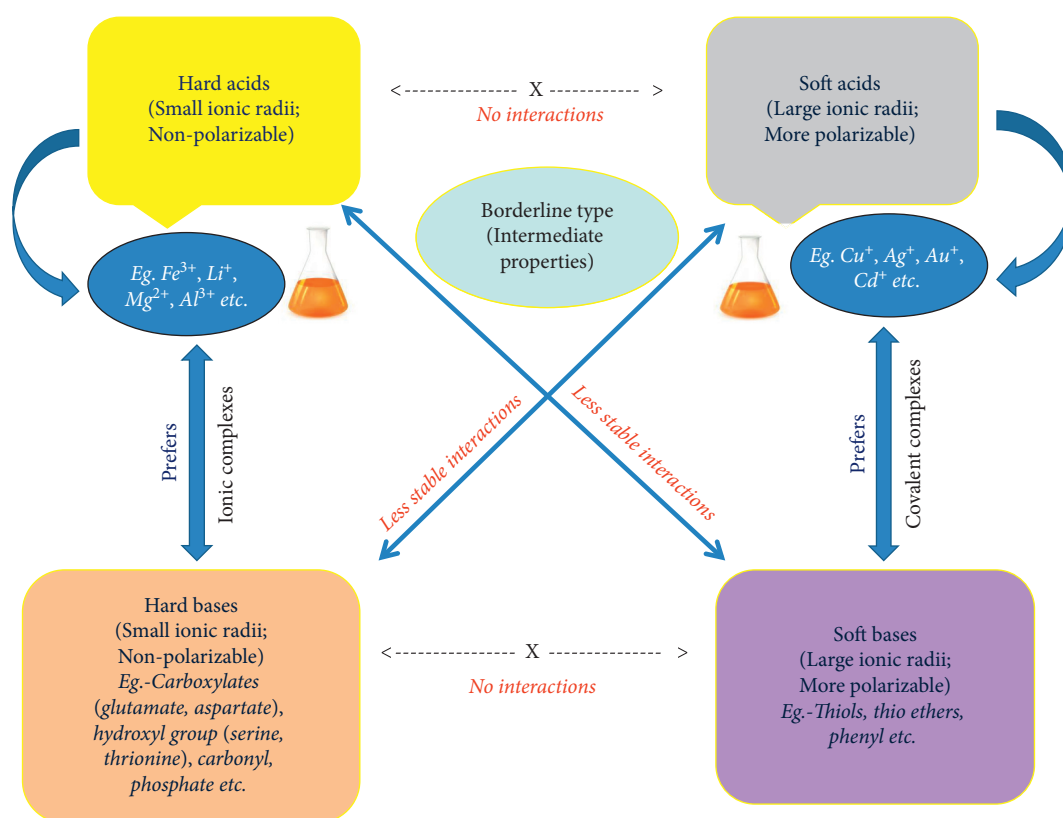 Hard acids
(Small ionic radii;
Non-polarizable)
< ------------- X ------------- >
No interactions
Soft acids
(Large ionic radii;
More polarizable)
Borderline type
(Intermediate
properties)
Eg. Fe³⁺, Li⁺,
Mg²⁺, Al³⁺ etc.
Eg. Cu⁺, Ag⁺, Au⁺,
Cd⁺ etc.
Prefers
Ionic complexes
Less stable interactions
Less stable interactions
Prefers
Covalent complexes
Hard bases
(Small ionic radii;
Non-polarizable)
Eg.-Carboxylates
(glutamate, aspartate),
hydroxyl group (serine,
thrionine), carbonyl,
phosphate etc.
< ------------- X ------------- >
No interactions
Soft bases
(Large ionic radii;
More polarizable)
Eg.-Thiols, thio ethers,
phenyl etc.